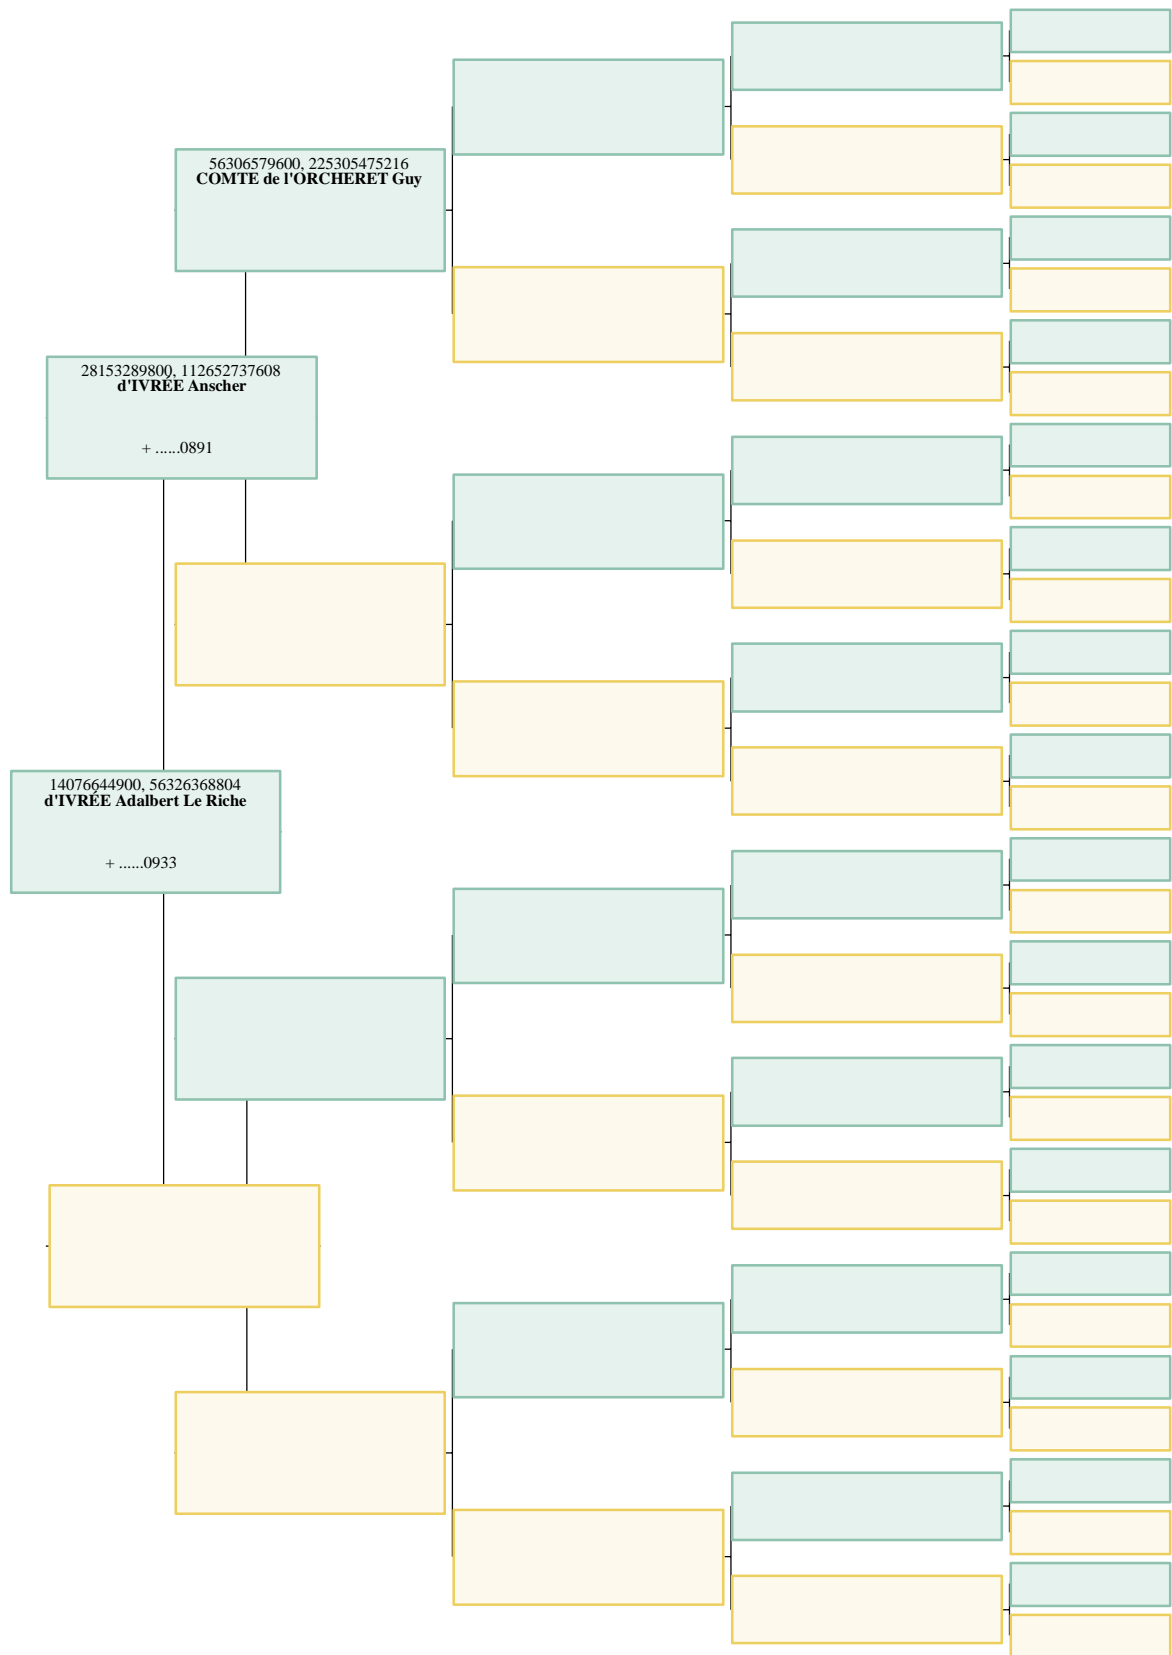 56306579600, 225305475216
COMTE de l'ORCHERET Guy
28153289800, 112652737608
d'IVRÉE Anscher
+ ......0891
14076644900, 56326368804
d'IVRÉE Adalbert Le Riche
+ ......0933